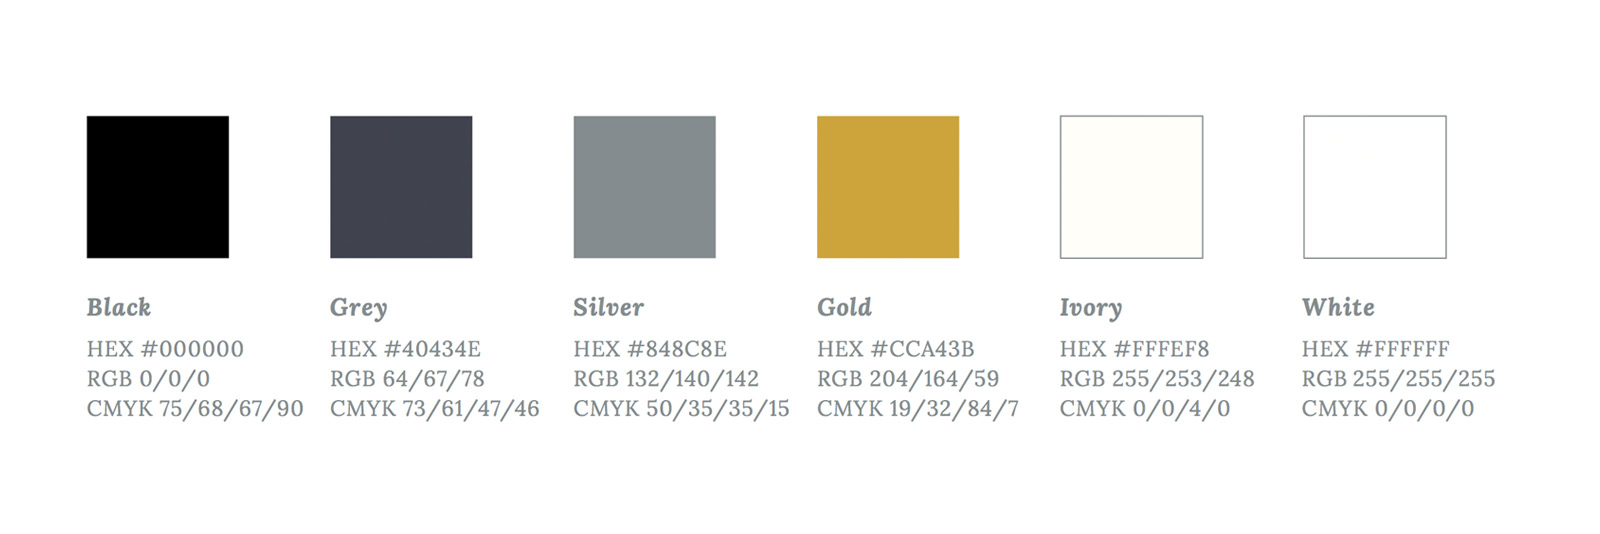 Black
HEX #000000
RGB 0/0/0
CMYK 75/68/67/90
Grey
HEX #40434E
RGB 64/67/78
CMYK 73/61/47/46
Silver
HEX #848C8E
RGB 132/140/142
CMYK 50/35/35/15
Gold
HEX #CCA43B
RGB 204/164/59
CMYK 19/32/84/7
Ivory
HEX #FFFEF8
RGB 255/253/248
CMYK 0/0/4/0
White
HEX #FFFFFF
RGB 255/255/255
CMYK 0/0/0/0